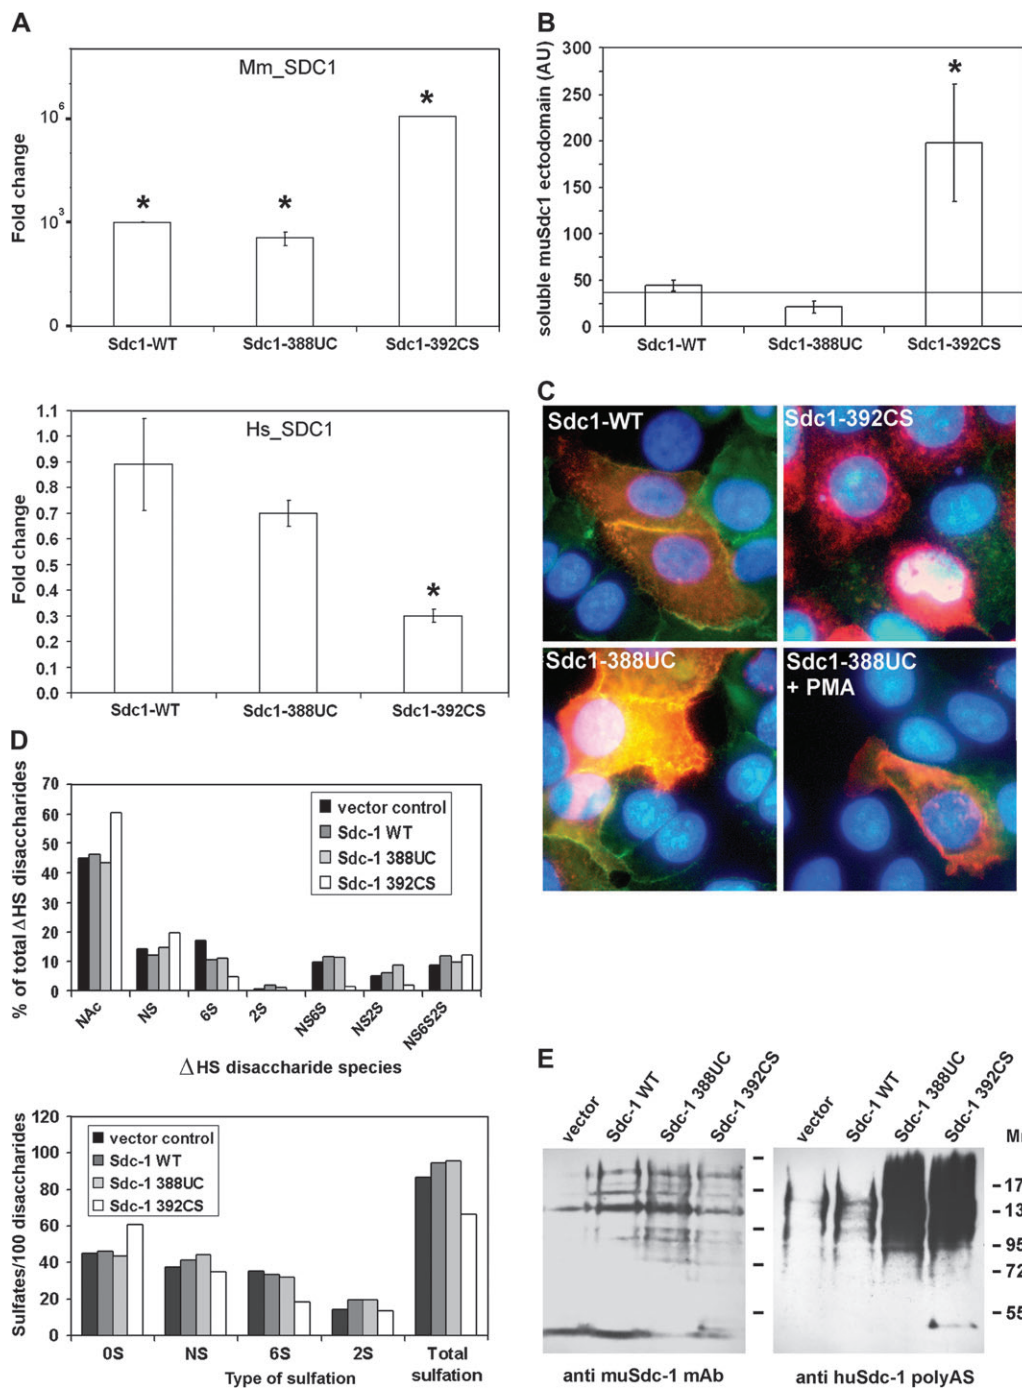 A
Mm_SDC1
*
*
*
Fold change
10^6
10^3
0
Sdc1-WT
Sdc1-388UC
Sdc1-392CS
Hs_SDC1
*
Fold change
1.1
1.0
0.9
0.8
0.7
0.6
0.5
0.4
0.3
0.2
0.1
0.0
Sdc1-WT
Sdc1-388UC
Sdc1-392CS
B
soluble muSdc1 ectodomain (AU)
300
250
200
150
100
50
0
*
Sdc1-WT
Sdc1-388UC
Sdc1-392CS
C
Sdc1-WT
Sdc1-392CS
Sdc1-388UC
Sdc1-388UC
+ PMA
D
% of total ΔHS disaccharides
70
60
50
40
30
20
10
0
vector control
Sdc-1 WT
Sdc-1 388UC
Sdc-1 392CS
NAc
NS
6S
2S
NS6S
NS2S
NS6S2S
ΔHS disaccharide species
Sulfates/100 disaccharides
120
100
80
60
40
20
0
vector control
Sdc-1 WT
Sdc-1 388UC
Sdc-1 392CS
0S
NS
6S
2S
Total
sulfation
Type of sulfation
E
vector
Sdc-1 WT
Sdc-1 388UC
Sdc-1 392CS
vector
Sdc-1 WT
Sdc-1 388UC
Sdc-1 392CS
17
13
95
72
55
anti muSdc-1 mAb
anti huSdc-1 polyAS